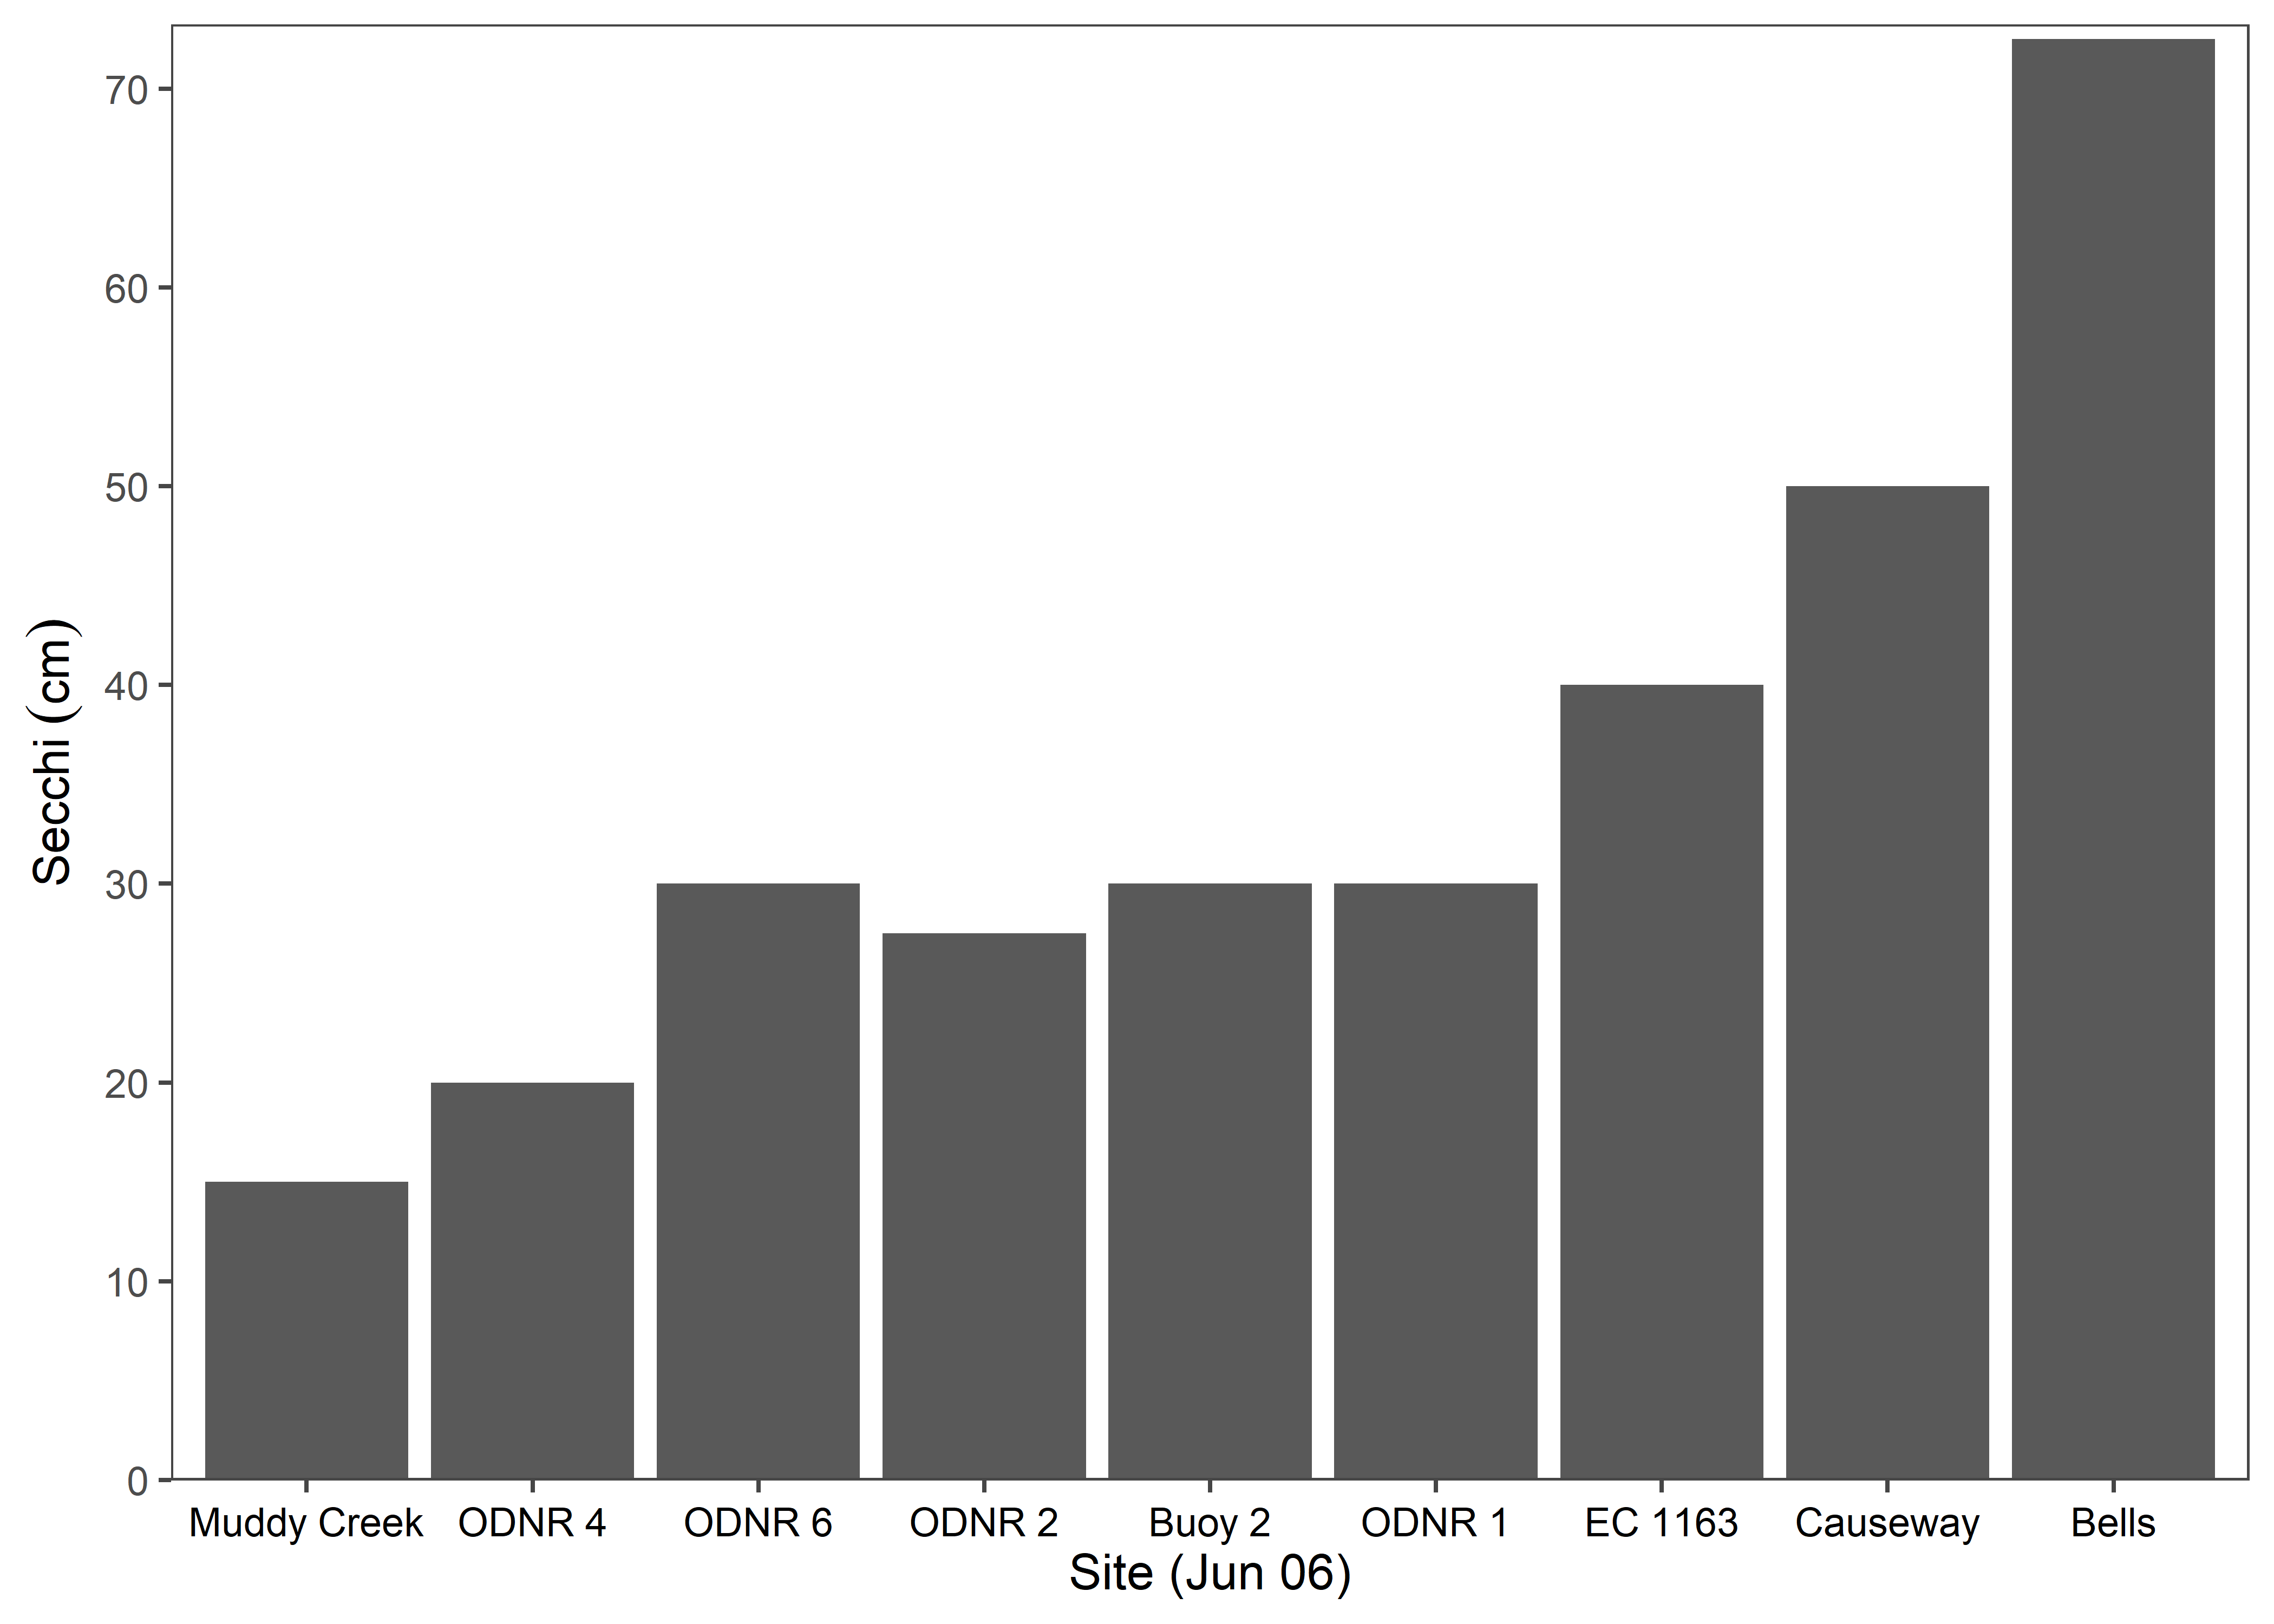 Secchi (cm)
70
60
50
40
30
20
10
0
Muddy Creek ODNR 4 ODNR 6 ODNR 2 Buoy 2 ODNR 1 EC 1163 Causeway Bells
Site (Jun 06)